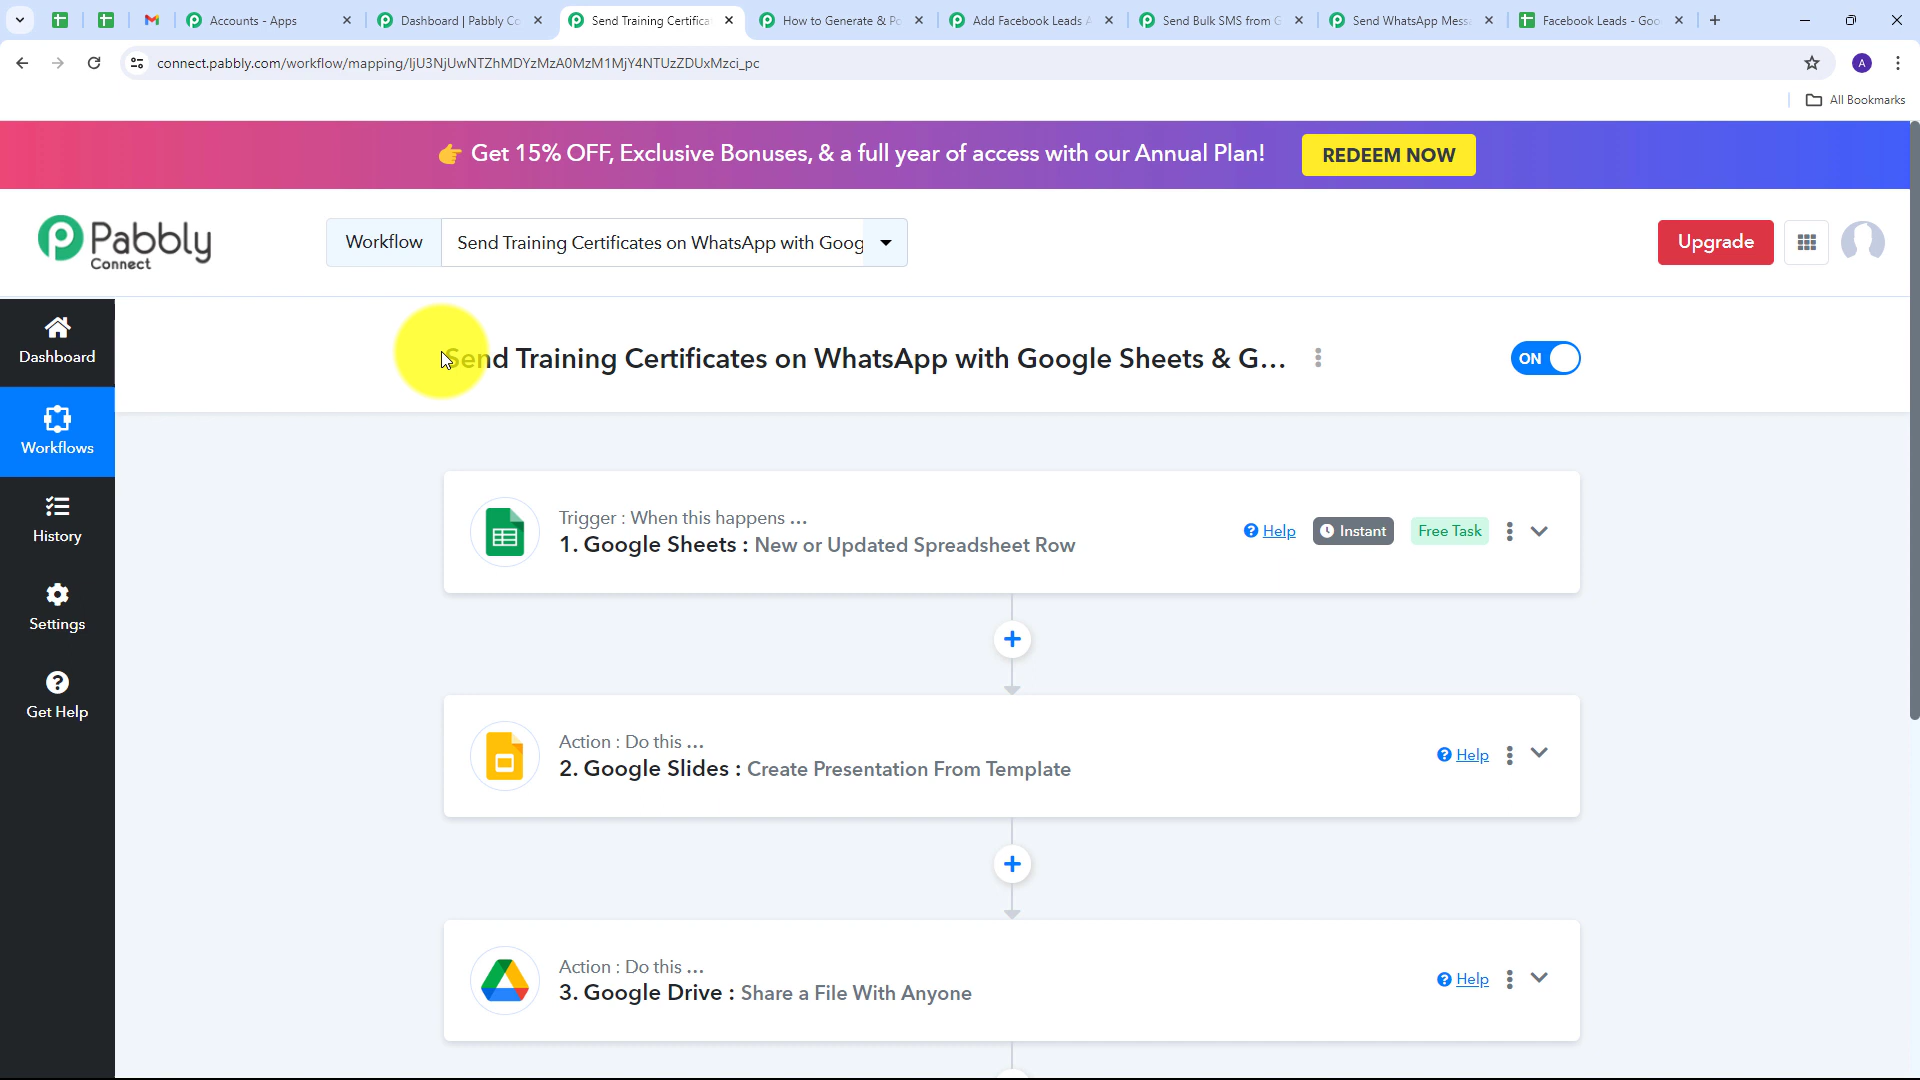 Accounts - Apps
Dashboard | Pabbly Co
Send Training Certifica
How to Generate & Po
Add Facebook Leads A
Send Bulk SMS from G
Send WhatsApp Mess
Facebook Leads - Goo
connect.pabbly.com/workflow/mapping/IjU3NjUwNTZhMDYzMzA0MzM1MjY4NTUzZDUxMzci_pc
A
All Bookmarks
👉 Get 15% OFF, Exclusive Bonuses, & a full year of access with our Annual Plan!
REDEEM NOW
Pabbly
Connect
Workflow
Send Training Certificates on WhatsApp with Goog
Upgrade
Dashboard
Workflows
History
Settings
Get Help
Send Training Certificates on WhatsApp with Google Sheets & G...
ON
Trigger : When this happens ...
1. Google Sheets : New or Updated Spreadsheet Row
Help
Instant
Free Task
Action : Do this ...
2. Google Slides : Create Presentation From Template
Help
Action : Do this ...
3. Google Drive : Share a File With Anyone
Help